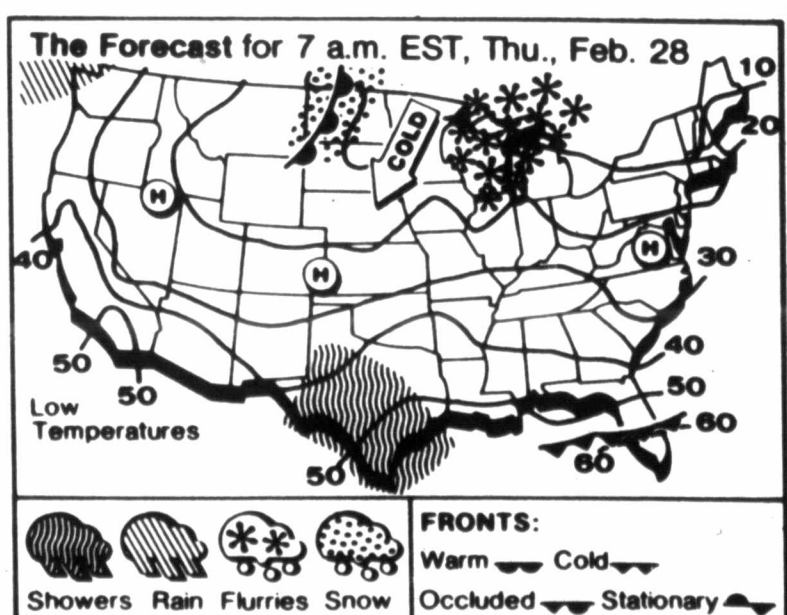 The Forecast for 7 a.m. EST, Thu., Feb. 28
10
20
COLD
H
H
H
40
30
40
50
50
50
60
60
50
Low
Temperatures
Showers Rain Flurries Snow
FRONTS:
Warm Cold
Occluded Stationary